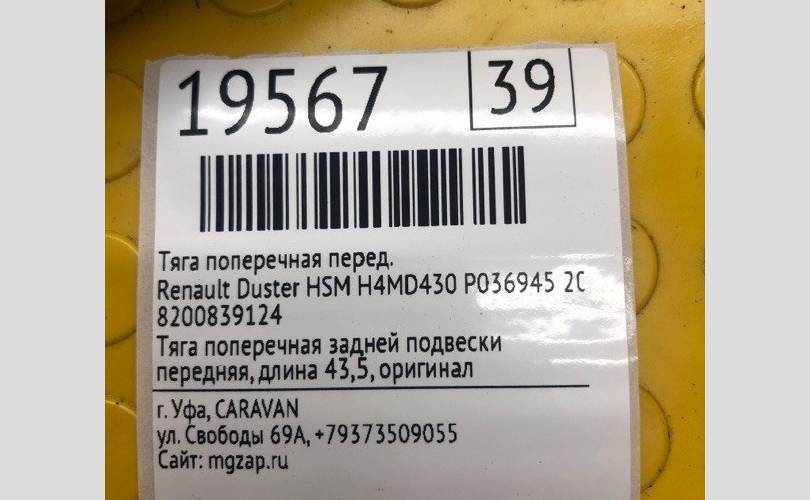 19567
39
Тяга поперечная перед.
Renault Duster HSM H4MD430 P036945
8200839124
Тяга поперечная задней подвески
передняя, длина 43,5, оригинал
г. Уфа, CARAVAN
ул. Свободы 69А, +79373509055
Сайт: mgzap.ru